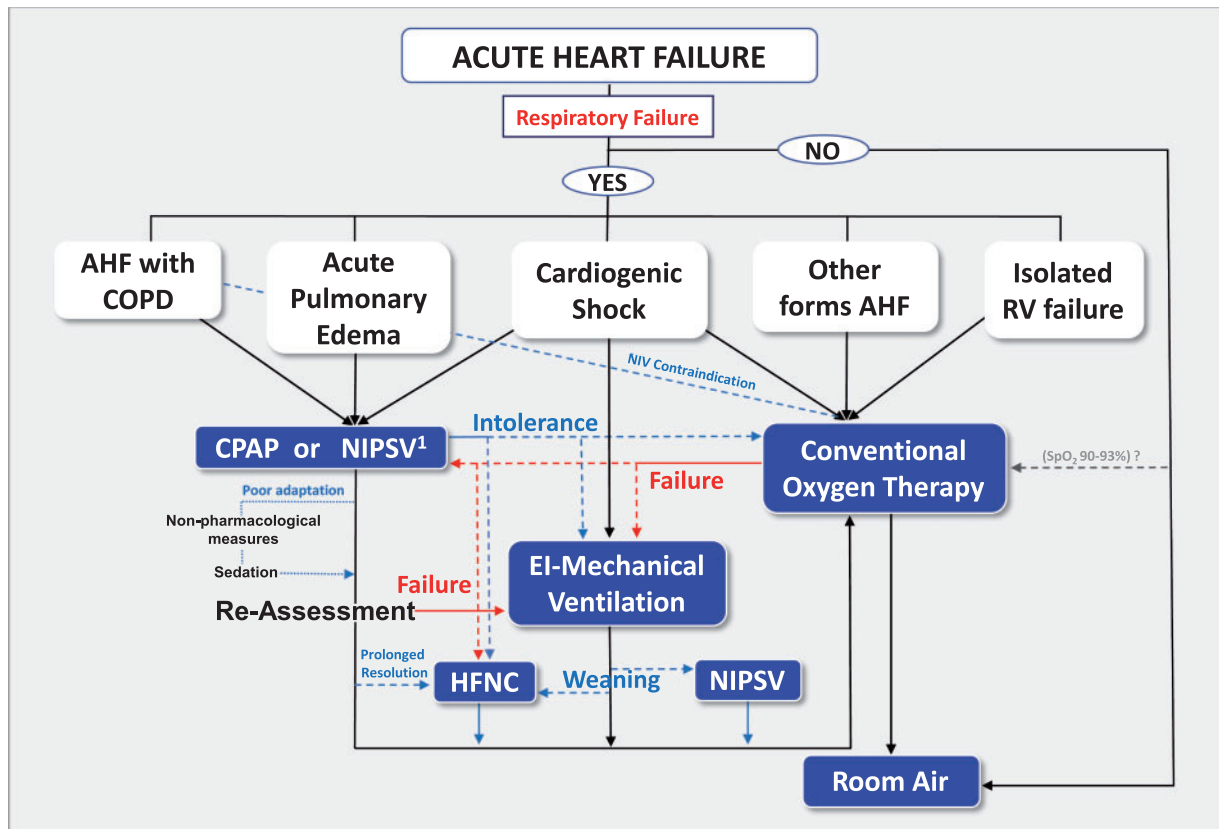 ACUTE HEART FAILURE
Respiratory Failure
NO
YES
AHF with
COPD
Acute
Pulmonary
Edema
Cardiogenic
Shock
Other
forms AHF
Isolated
RV failure
NIV Contraindication
CPAP or NIPSV¹
Intolerance
Conventional
Oxygen Therapy
(SpO₂ 90-93%) ?
Failure
Poor adaptation
Non-pharmacological
measures
Sedation
EI-Mechanical
Ventilation
Failure
Re-Assessment
Prolonged
Resolution
HFNC
Weaning
NIPSV
Room Air